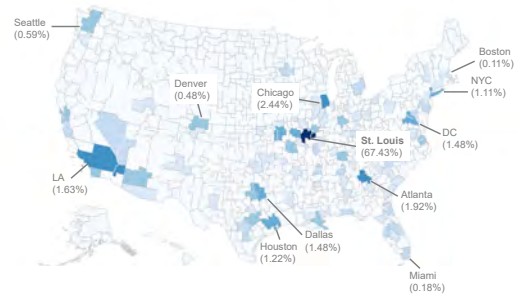 Seattle
(0.59%)
Boston
(0.11%)
NYC
(1.11%)
Denver
(0.48%)
Chicago
(2.44%)
St. Louis
(67.43%)
DC
(1.48%)
LA
(1.63%)
Atlanta
(1.92%)
Dallas
(1.48%)
Houston
(1.22%)
Miami
(0.18%)